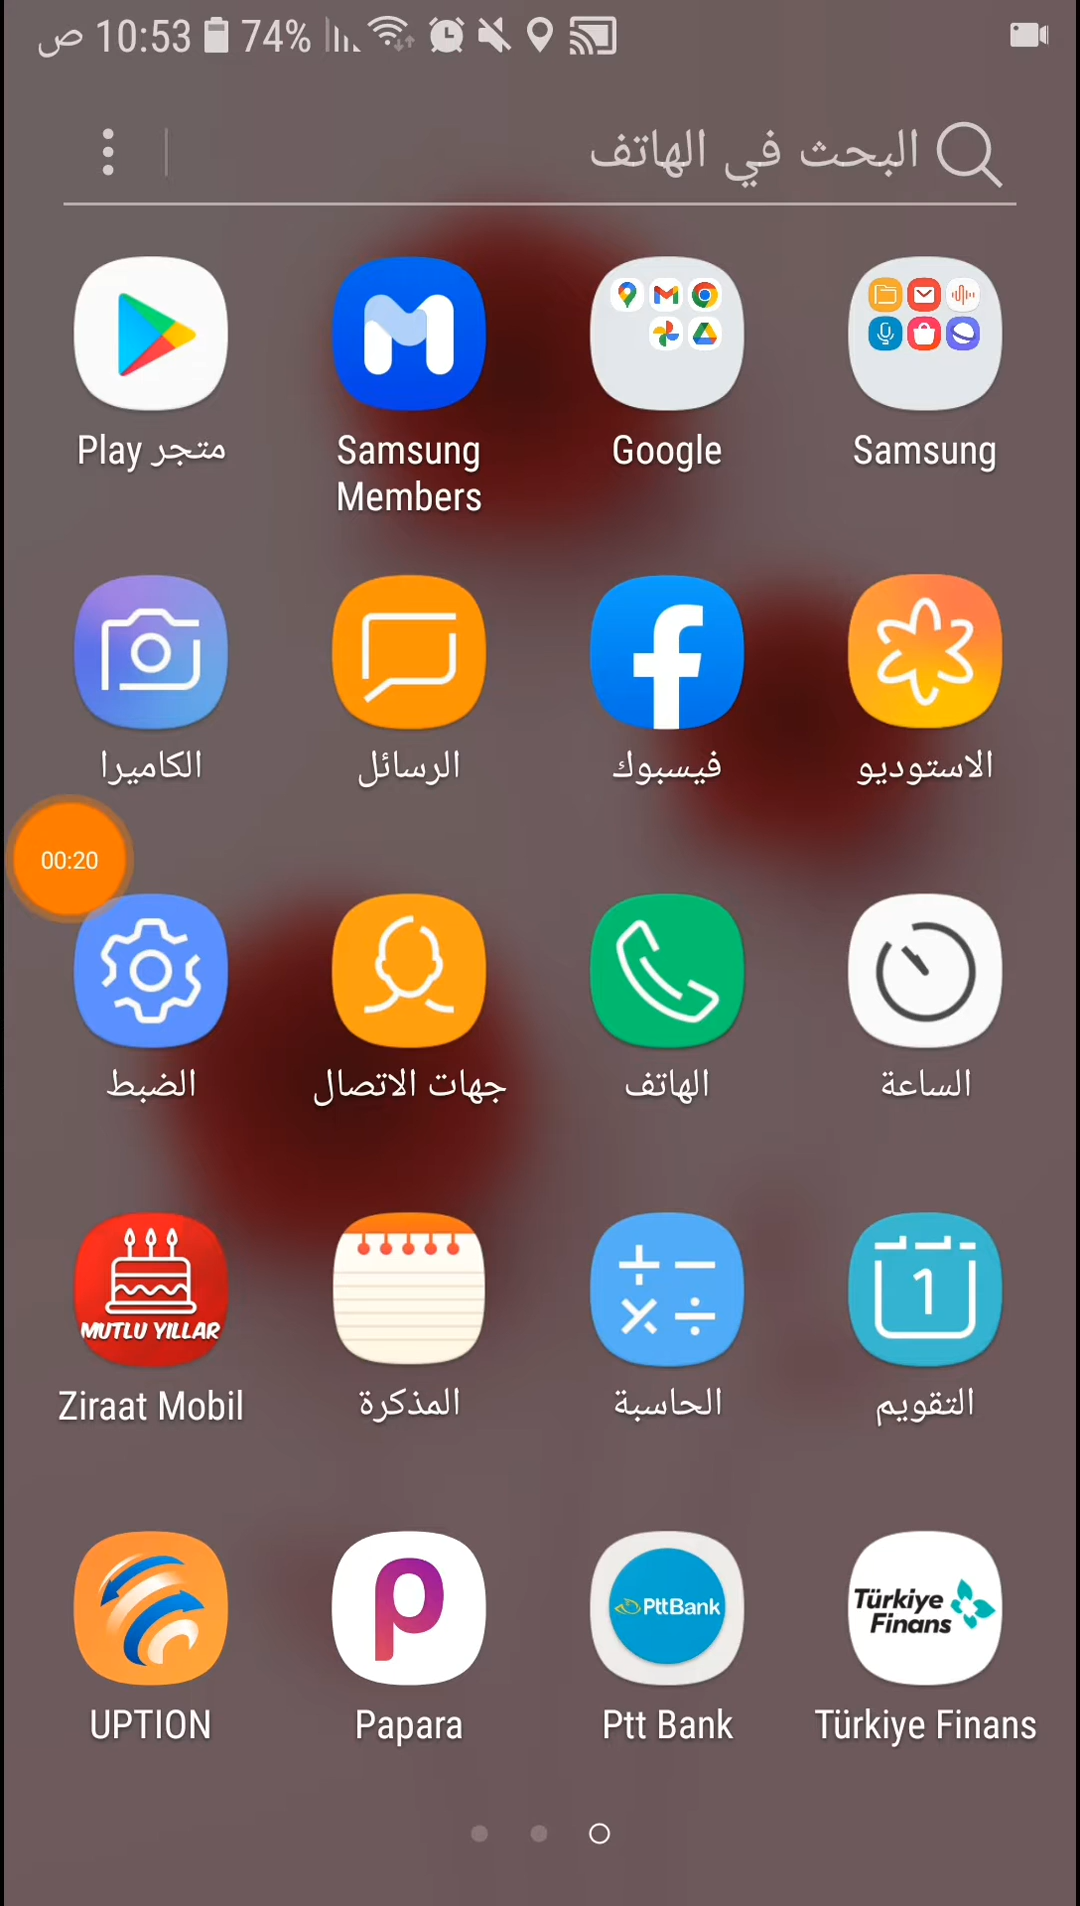 ص 10:53 74%
البحث في الهاتف
متجر Play
Samsung Members
Google
Samsung
الكاميرا
الرسائل
فيسبوك
الاستوديو
00:20
الضبط
جهات الاتصال
الهاتف
الساعة
MUTLU YILLAR
1
Ziraat Mobil
المذكرة
الحاسبة
التقويم
PttBank
Türkiye
Finans
UPTION
Papara
Ptt Bank
Türkiye Finans